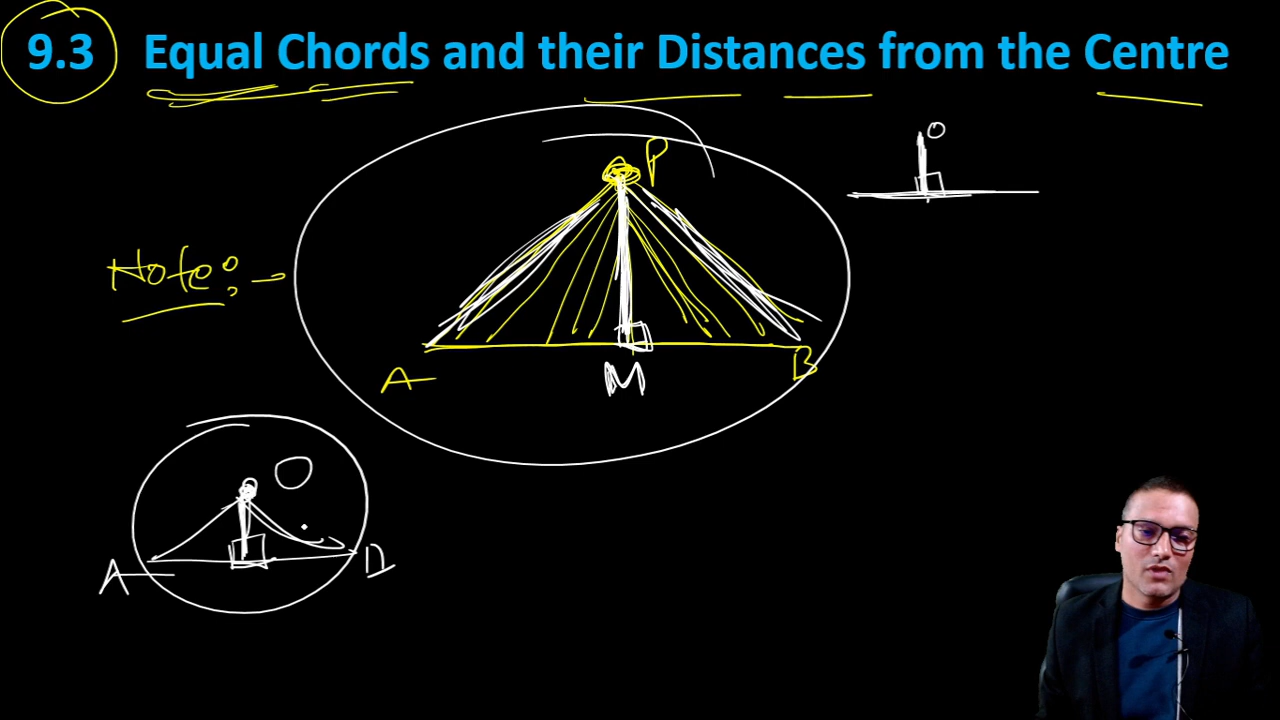 9.3 Equal Chords and their Distances from the Centre
P
O
Note:-
A M B
O
A B